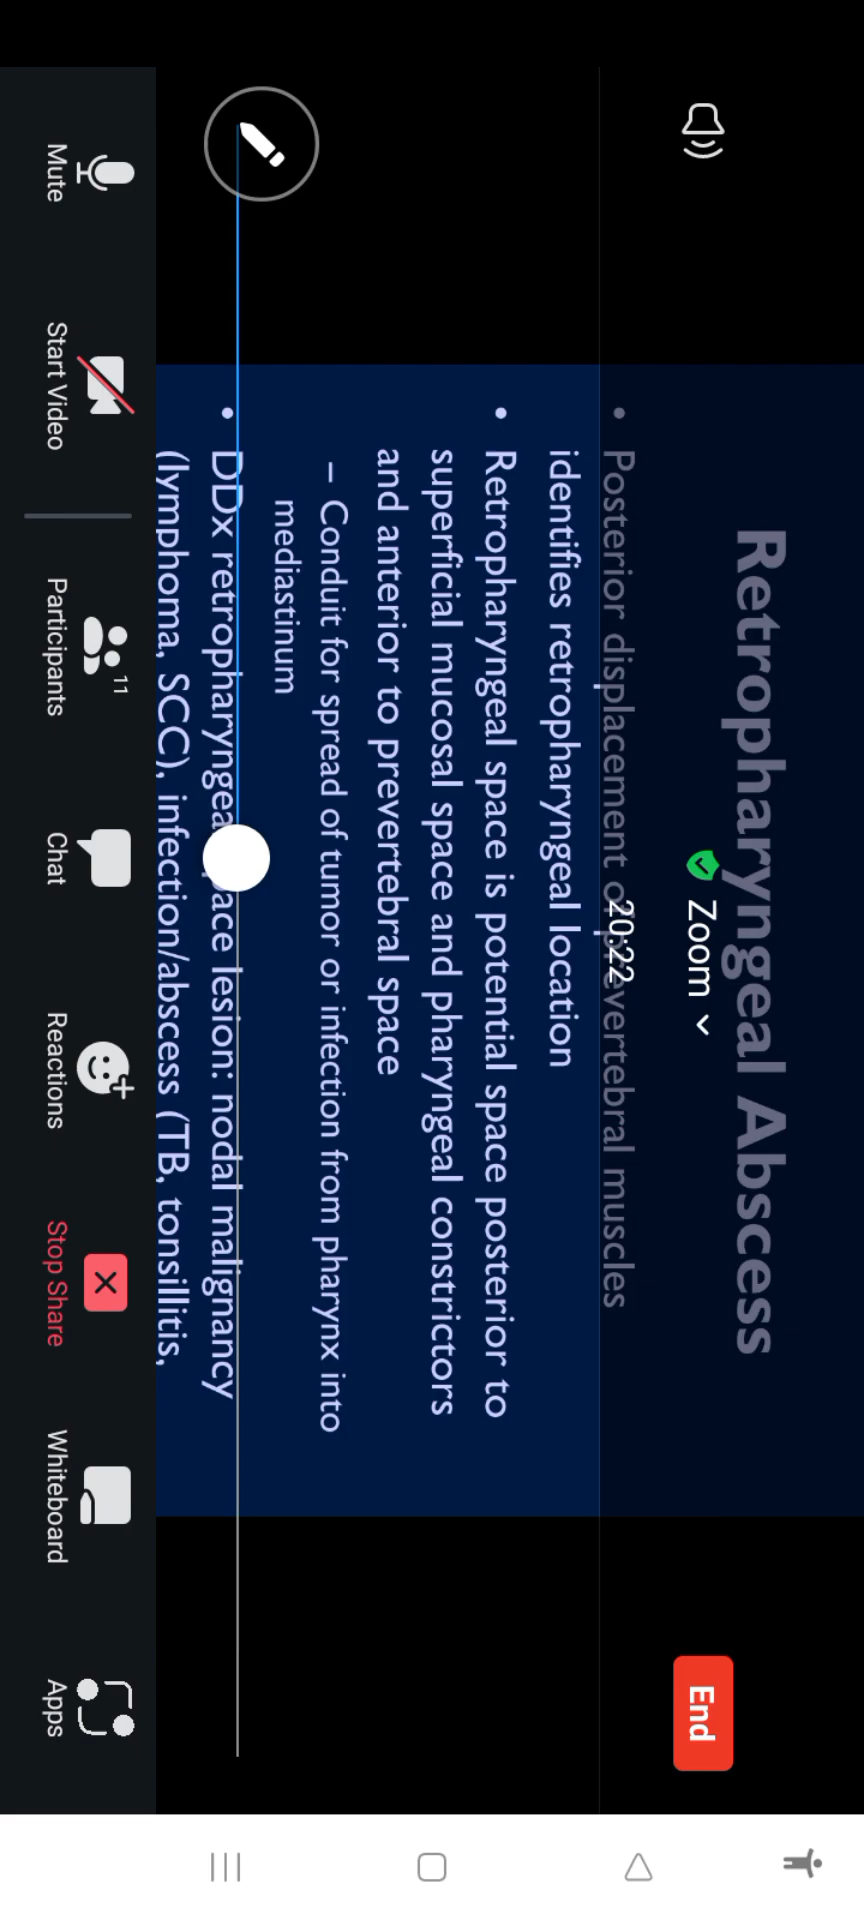 Zoom
20:22
End
Retropharyngeal Abscess
• Posterior displacement of prevertebral muscles
identifies retropharyngeal location
• Retropharyngeal space is potential space posterior to
superficial mucosal space and pharyngeal constrictors
and anterior to prevertebral space
– Conduit for spread of tumor or infection from pharynx into
mediastinum
• DDx retropharyngeal space lesion: nodal malignancy
(lymphoma, SCC), infection/abscess (TB, tonsillitis,
11
Mute
Start Video
Participants
Chat
Reactions
Stop Share
Whiteboard
Apps